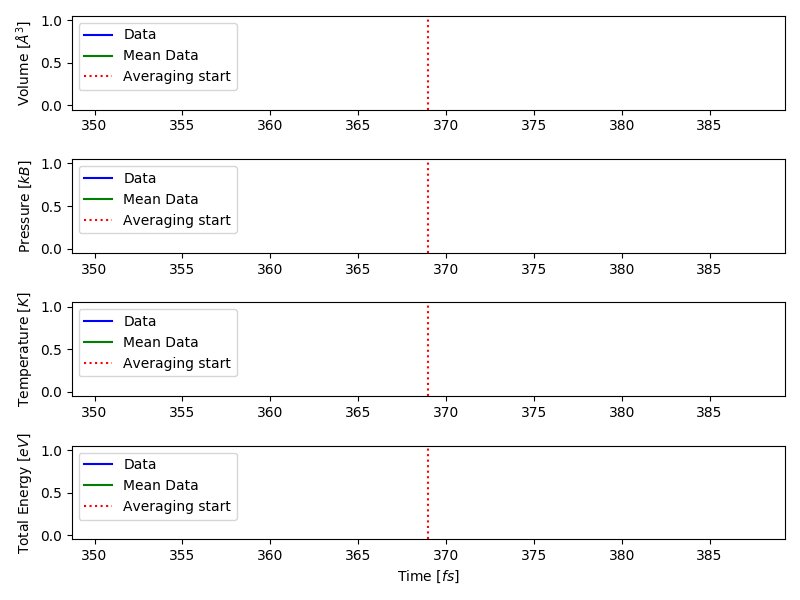 Volume [Å³]
1.0
0.5
0.0
Data
Mean Data
Averaging start
350 355 360 365 370 375 380 385
Pressure [kB]
1.0
0.5
0.0
Data
Mean Data
Averaging start
350 355 360 365 370 375 380 385
Temperature [K]
1.0
0.5
0.0
Data
Mean Data
Averaging start
350 355 360 365 370 375 380 385
Total Energy [eV]
1.0
0.5
0.0
Data
Mean Data
Averaging start
350 355 360 365 370 375 380 385
Time [fs]